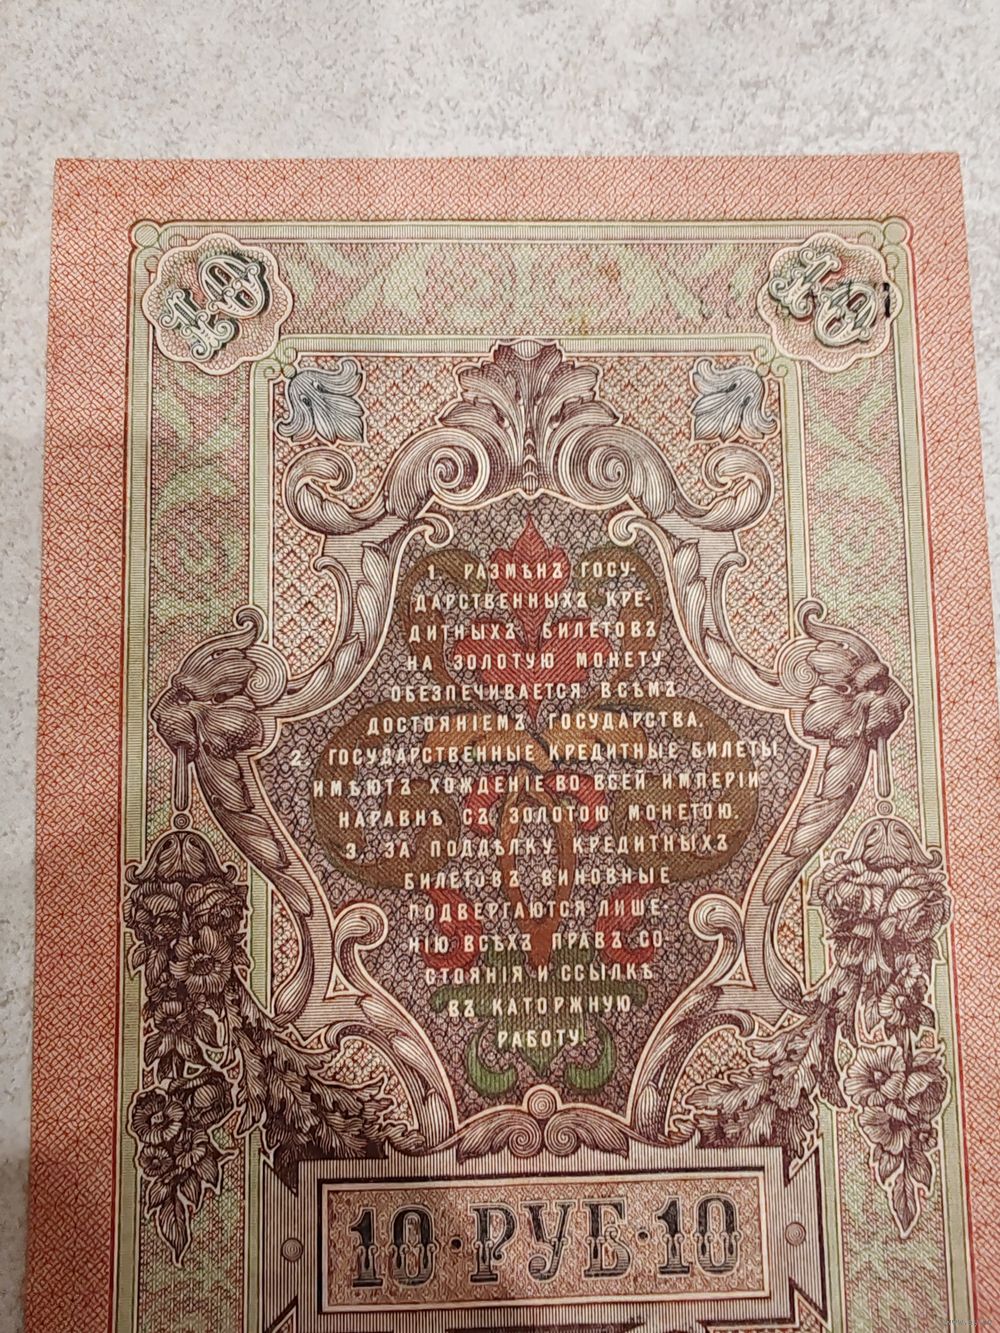 10 10
1 РАЗМѢНЪ ГОСУ-
ДАРСТВЕННЫХЪ КРЕ-
ДИТНЫХЪ БИЛЕТОВЪ
НА ЗОЛОТУЮ МОНЕТУ
ОБЕЗПЕЧИВАЕТСЯ ВСѢМЪ
ДОСТОЯНІЕМЪ ГОСУДАРСТВА.
2 ГОСУДАРСТВЕННЫЕ КРЕДИТНЫЕ БИЛЕТЫ
ИМѢЮТЪ ХОЖДЕНІЕ ВО ВСЕЙ ИМПЕРІИ
НАРАВНѢ СЪ ЗОЛОТОЮ МОНЕТОЮ.
3, ЗА ПОДДѢЛКУ КРЕДИТНЫХЪ
БИЛЕТОВЪ ВИНОВНЫЕ
ПОДВЕРГАЮТСЯ ЛИШЕ-
НІЮ ВСѢХЪ ПРАВЪ СО
СТОЯНІЯ И ССЫЛКѢ
ВЪ КАТОРЖНУЮ
РАБОТУ.
10·РУБ·10